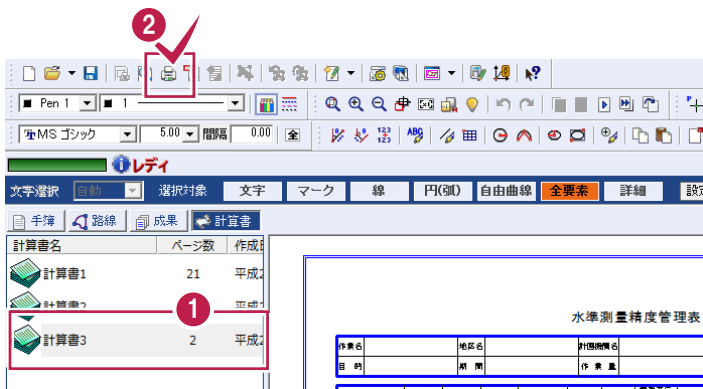 2
Pen 1
1
MS ゴシック 5.00 間隔 0.00 全
レディ
文字選択 自動 選択対象 文字 マーク 線 円(弧) 自由曲線 全要素 詳細
手簿 路線 成果 計算書
計算書名 ページ数
計算書1 21 平成2
計算書2
1
計算書3 2 平成2
水準測量精度管理表
作業名 地区名 計画機関名
目 的 期 間 作 業 量